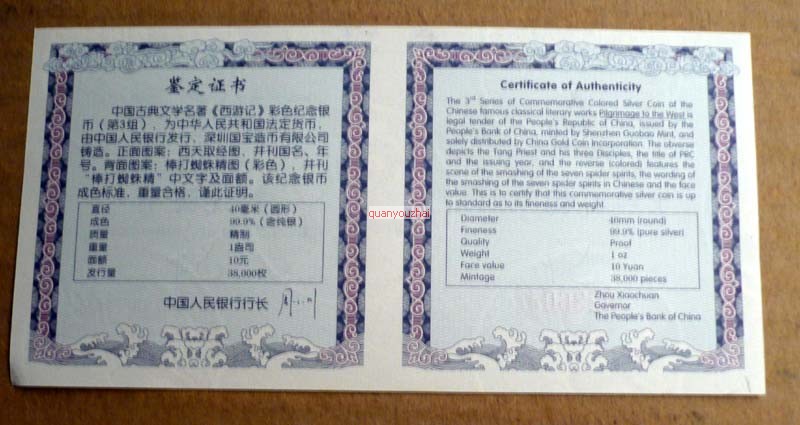 鉴定证书
中国古典文学名著《西游记》彩色纪念银
币（第3组），为中华人民共和国法定货币，
由中国人民银行发行，深圳国宝造币有限公司
铸造。正面图案：西天取经图，并刊国名、年
号。背面图案：棒打蜘蛛精图（彩色），并刊
“棒打蜘蛛精”中文字及面额。该纪念银币
成色标准，重量合格，谨此证明。
直径 40毫米（圆形）
成色 99.9%（含纯银）
质量 精制
重量 1盎司
面额 10元
发行量 38,000枚
中国人民银行行长
Certificate of Authenticity
The 3rd Series of Commemorative Colored Silver Coin of the
Chinese famous classical literary works Pilgrimage to the West is
legal tender of the People's Republic of China, issued by the
People's Bank of China, minted by Shenzhen Guobao Mint, and
solely distributed by China Gold Coin Incorporation. The obverse
depicts the Tang Priest and his three Disciples, the title of PRC
and the issuing year, and the reverse (colored) features the
scene of the smashing of the seven spider spirits, the wording of
the smashing of the seven spider spirits in Chinese and the face
value. This is to certify that this commemorative silver coin is up
to standard as to its fineness and weight.
Diameter 40mm (round)
Fineness 99.9% (pure silver)
Quality Proof
Weight 1 oz
Face value 10 Yuan
Mintage 38,000 pieces
Zhou Xiaochuan
Governor
The People's Bank of China
quanyouzhai